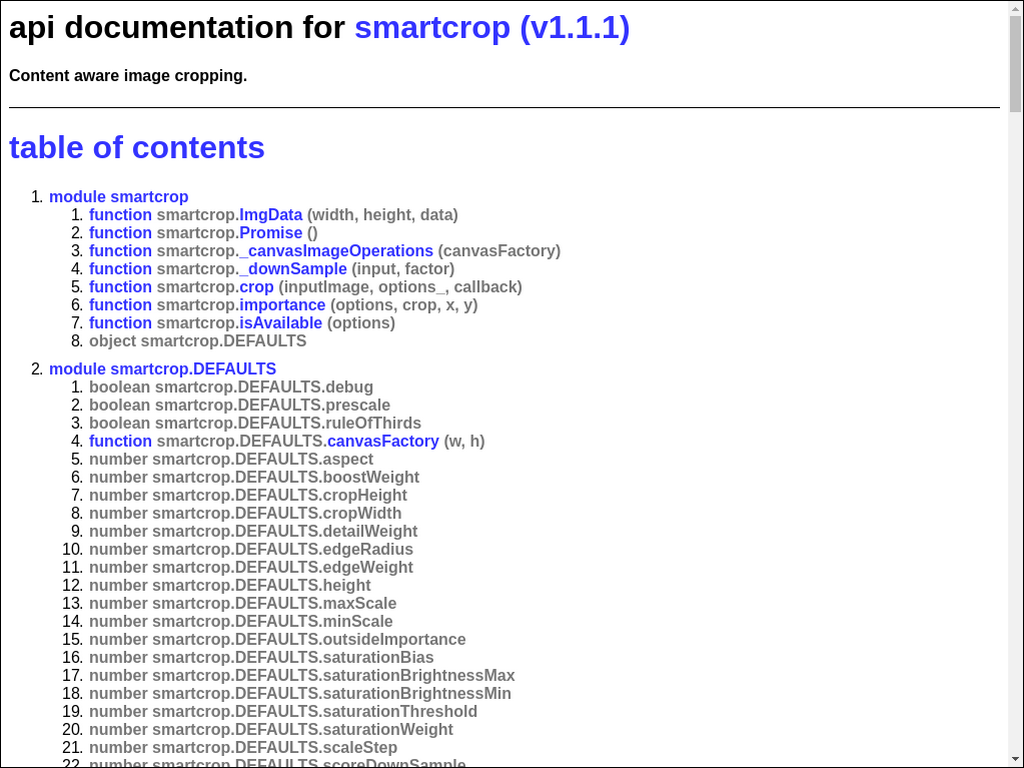 api documentation for smartcrop (v1.1.1)
Content aware image cropping.
table of contents
1. module smartcrop
1. function smartcrop.ImgData (width, height, data)
2. function smartcrop.Promise ()
3. function smartcrop._canvasImageOperations (canvasFactory)
4. function smartcrop._downSample (input, factor)
5. function smartcrop.crop (inputImage, options_, callback)
6. function smartcrop.importance (options, crop, x, y)
7. function smartcrop.isAvailable (options)
8. object smartcrop.DEFAULTS
2. module smartcrop.DEFAULTS
1. boolean smartcrop.DEFAULTS.debug
2. boolean smartcrop.DEFAULTS.prescale
3. boolean smartcrop.DEFAULTS.ruleOfThirds
4. function smartcrop.DEFAULTS.canvasFactory (w, h)
5. number smartcrop.DEFAULTS.aspect
6. number smartcrop.DEFAULTS.boostWeight
7. number smartcrop.DEFAULTS.cropHeight
8. number smartcrop.DEFAULTS.cropWidth
9. number smartcrop.DEFAULTS.detailWeight
10. number smartcrop.DEFAULTS.edgeRadius
11. number smartcrop.DEFAULTS.edgeWeight
12. number smartcrop.DEFAULTS.height
13. number smartcrop.DEFAULTS.maxScale
14. number smartcrop.DEFAULTS.minScale
15. number smartcrop.DEFAULTS.outsideImportance
16. number smartcrop.DEFAULTS.saturationBias
17. number smartcrop.DEFAULTS.saturationBrightnessMax
18. number smartcrop.DEFAULTS.saturationBrightnessMin
19. number smartcrop.DEFAULTS.saturationThreshold
20. number smartcrop.DEFAULTS.saturationWeight
21. number smartcrop.DEFAULTS.scaleStep
22. number smartcrop.DEFAULTS.scoreDownSample